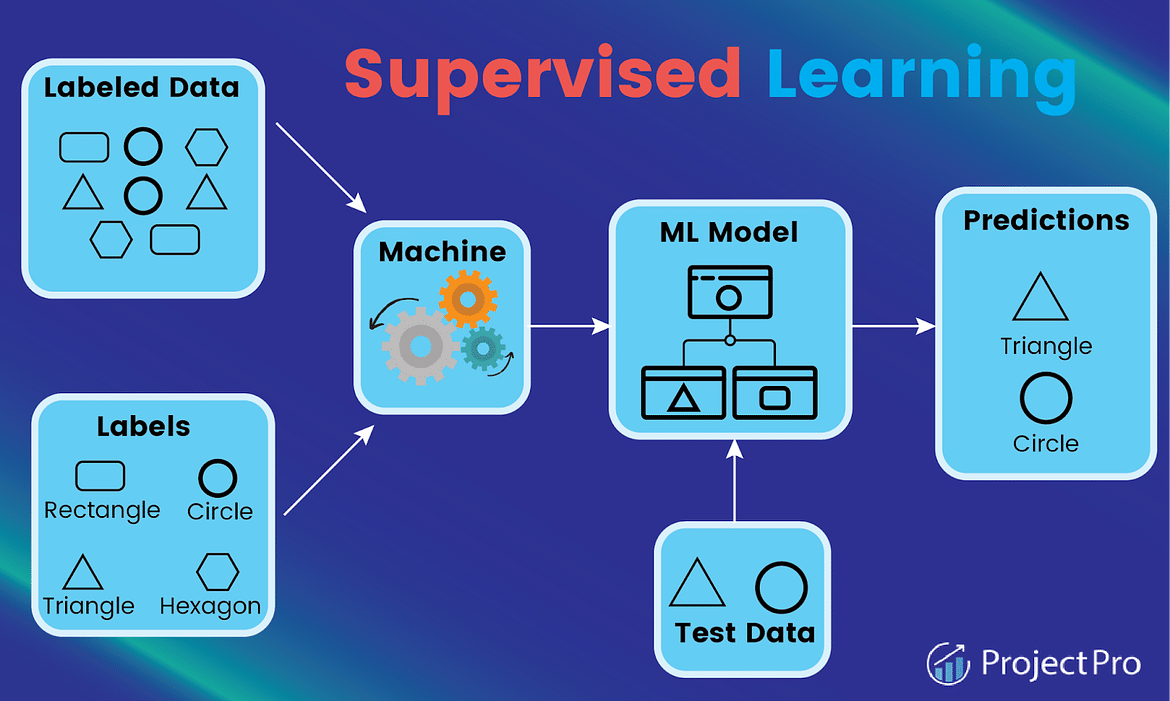 Supervised Learning
Labeled Data
Machine
ML Model
Predictions
Triangle
Circle
Labels
Rectangle Circle
Triangle Hexagon
Test Data
ProjectPro